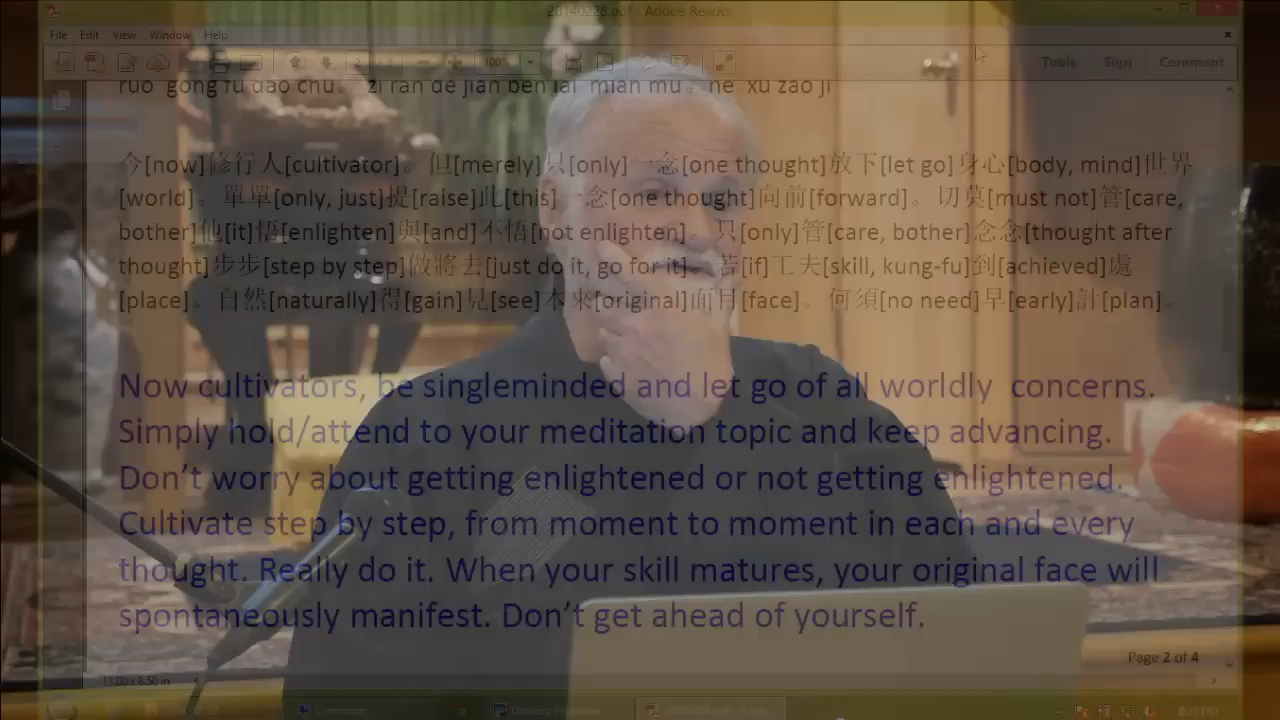 20140228.pdf - Adobe Reader
File Edit View Window Help
Tools Sign Comment
ruo gong fu dao chu。 zi ran de jian ben lai mian mu。 he xu zao ji
今[now]修行人[cultivator]。 但[merely]只[only]一念[one thought]放下[let go]身心[body, mind]世界
[world]。 單單[only, just]提[raise]此[this]一念[one thought]向前[forward]。 切莫[must not]管[care,
bother]他[it]悟[enlighten]與[and]不悟[not enlighten]。只[only]管[care, bother]念念[thought after
thought]步步[step by step]做將去[just do it, go for it]。若[if]工夫[skill, kung-fu]到[achieved]處
[place]。自然[naturally]得[gain]見[see]本來[original]面目[face]。何須[no need]早[early]計[plan]。
Now cultivators, be singleminded and let go of all worldly concerns.
Simply hold/attend to your meditation topic and keep advancing.
Don’t worry about getting enlightened or not getting enlightened.
Cultivate step by step, from moment to moment in each and every
thought. Really do it. When your skill matures, your original face will
spontaneously manifest. Don’t get ahead of yourself.
Page 2 of 4
11.00 x 8.50 in